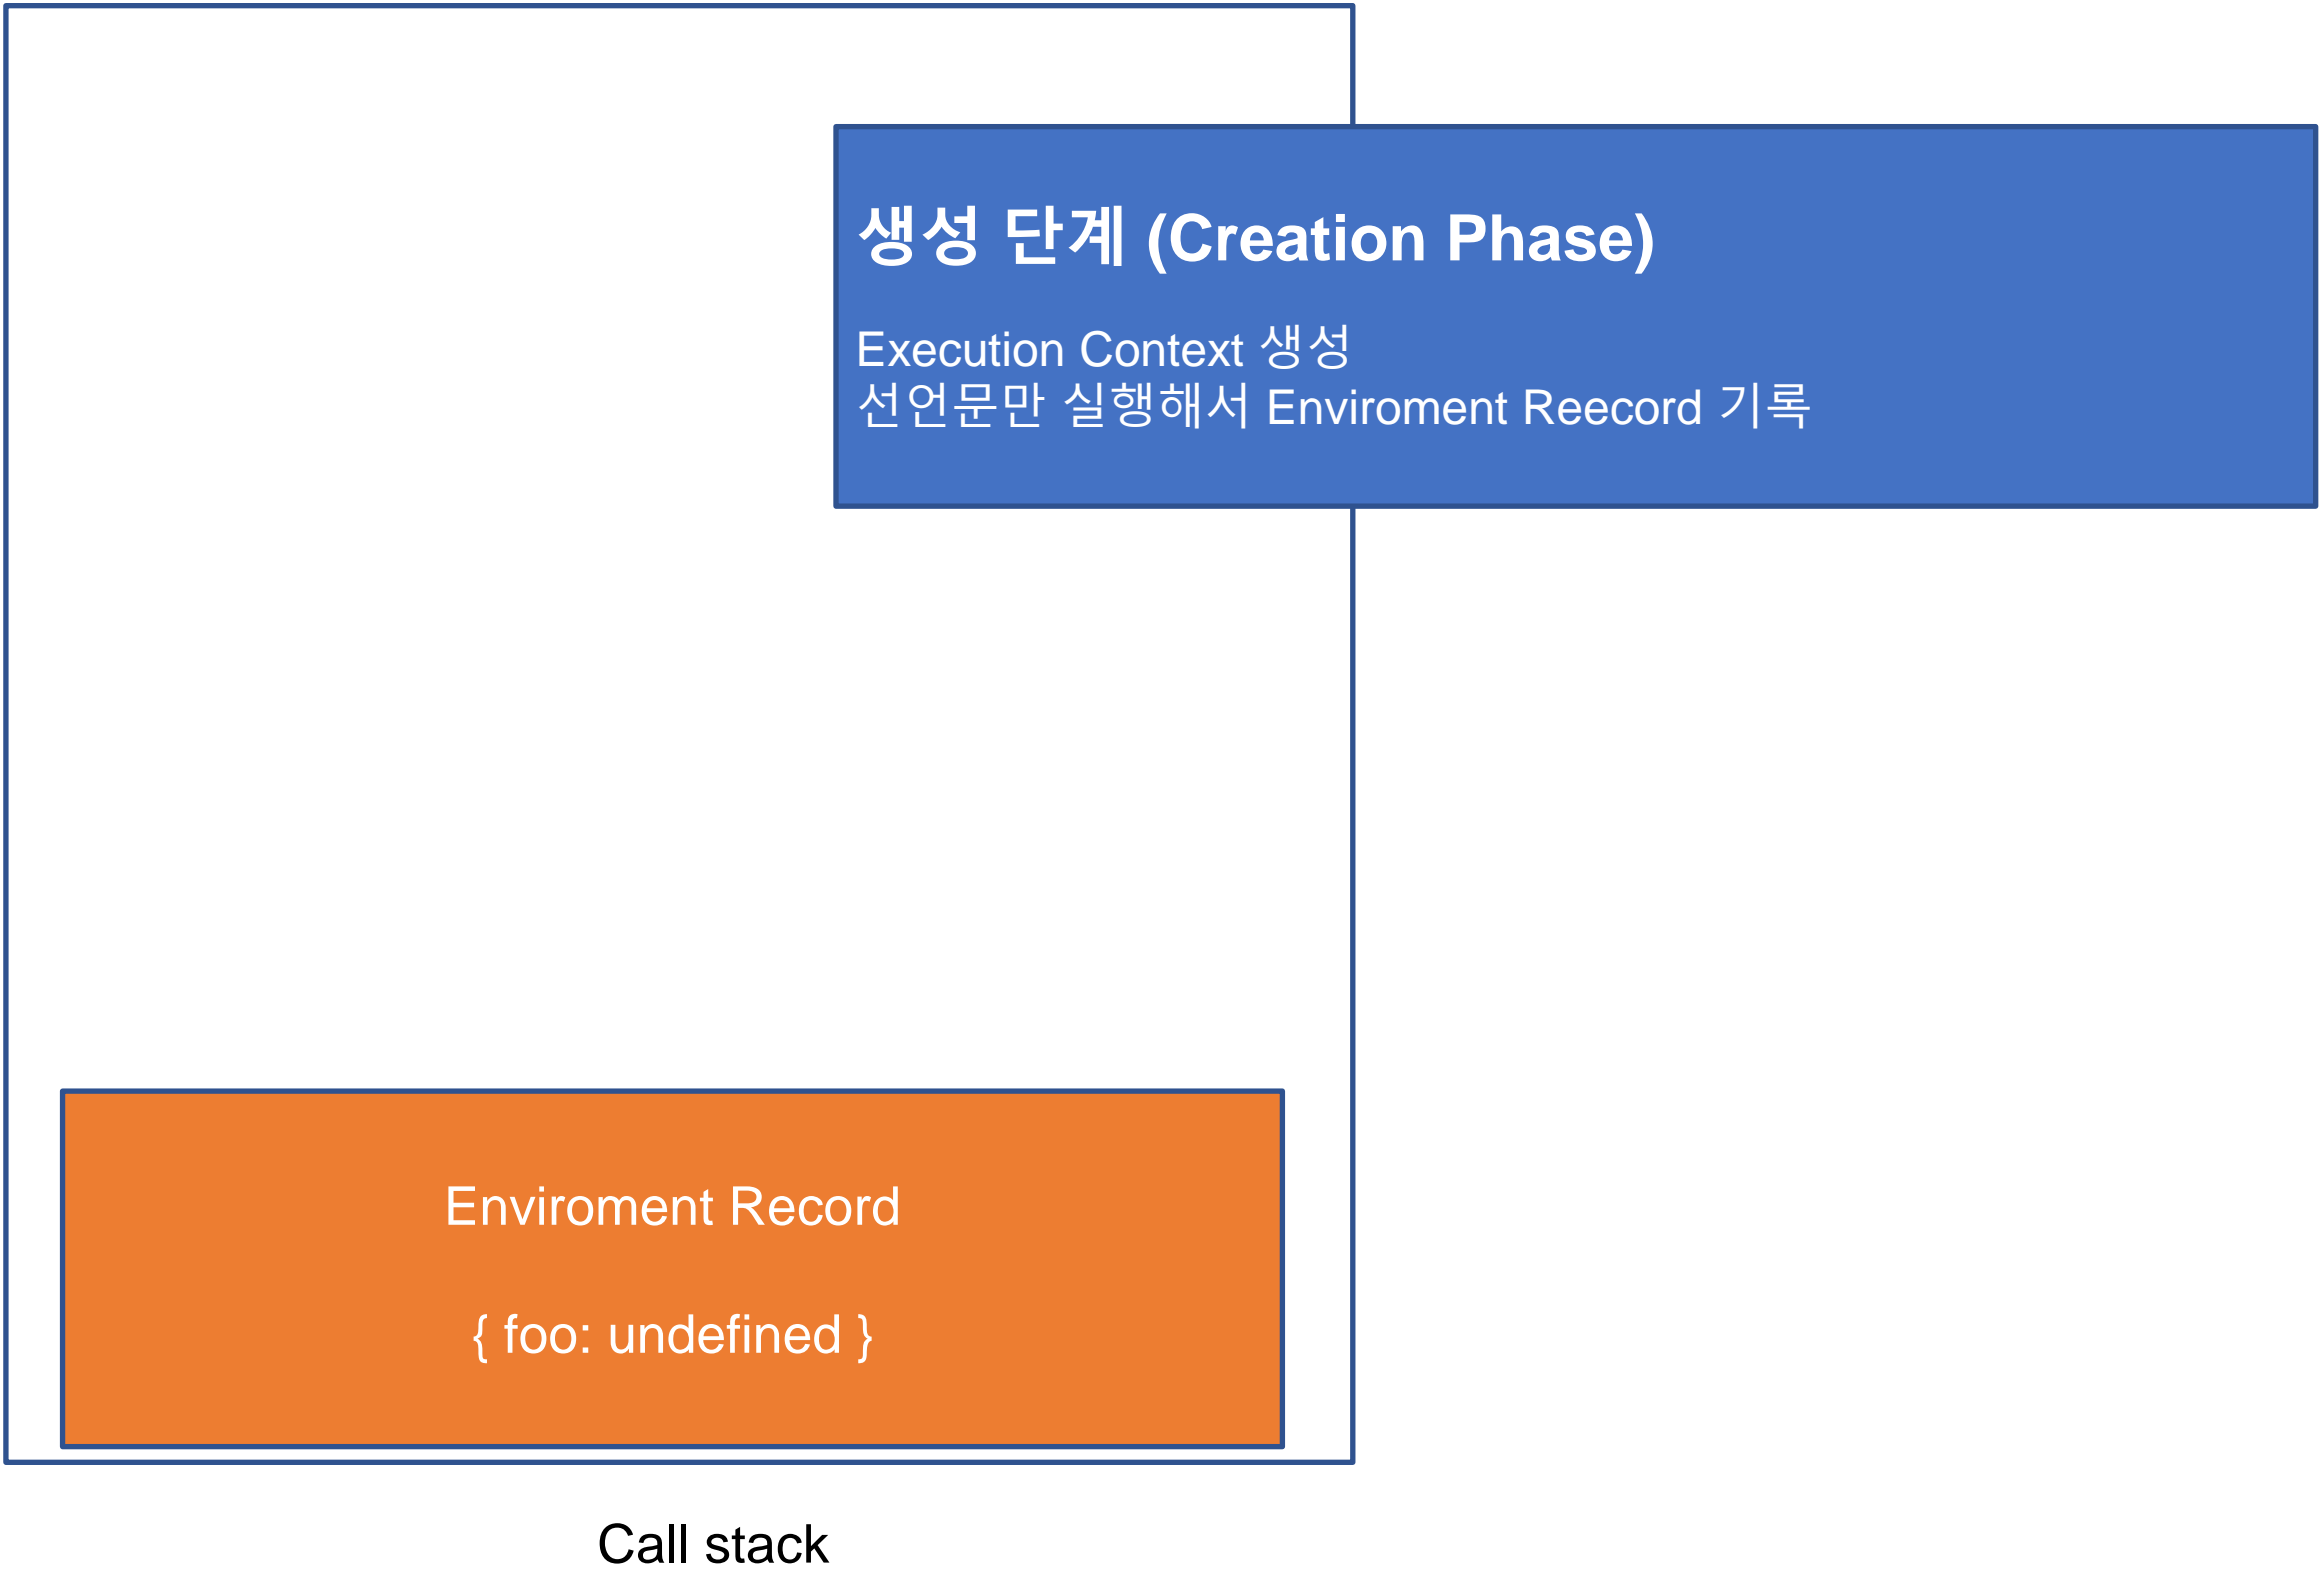 생성 단계 (Creation Phase)
Execution Context 생성
선언문만 실행해서 Enviroment Reecord 기록
Enviroment Record
{ foo: undefined }
Call stack